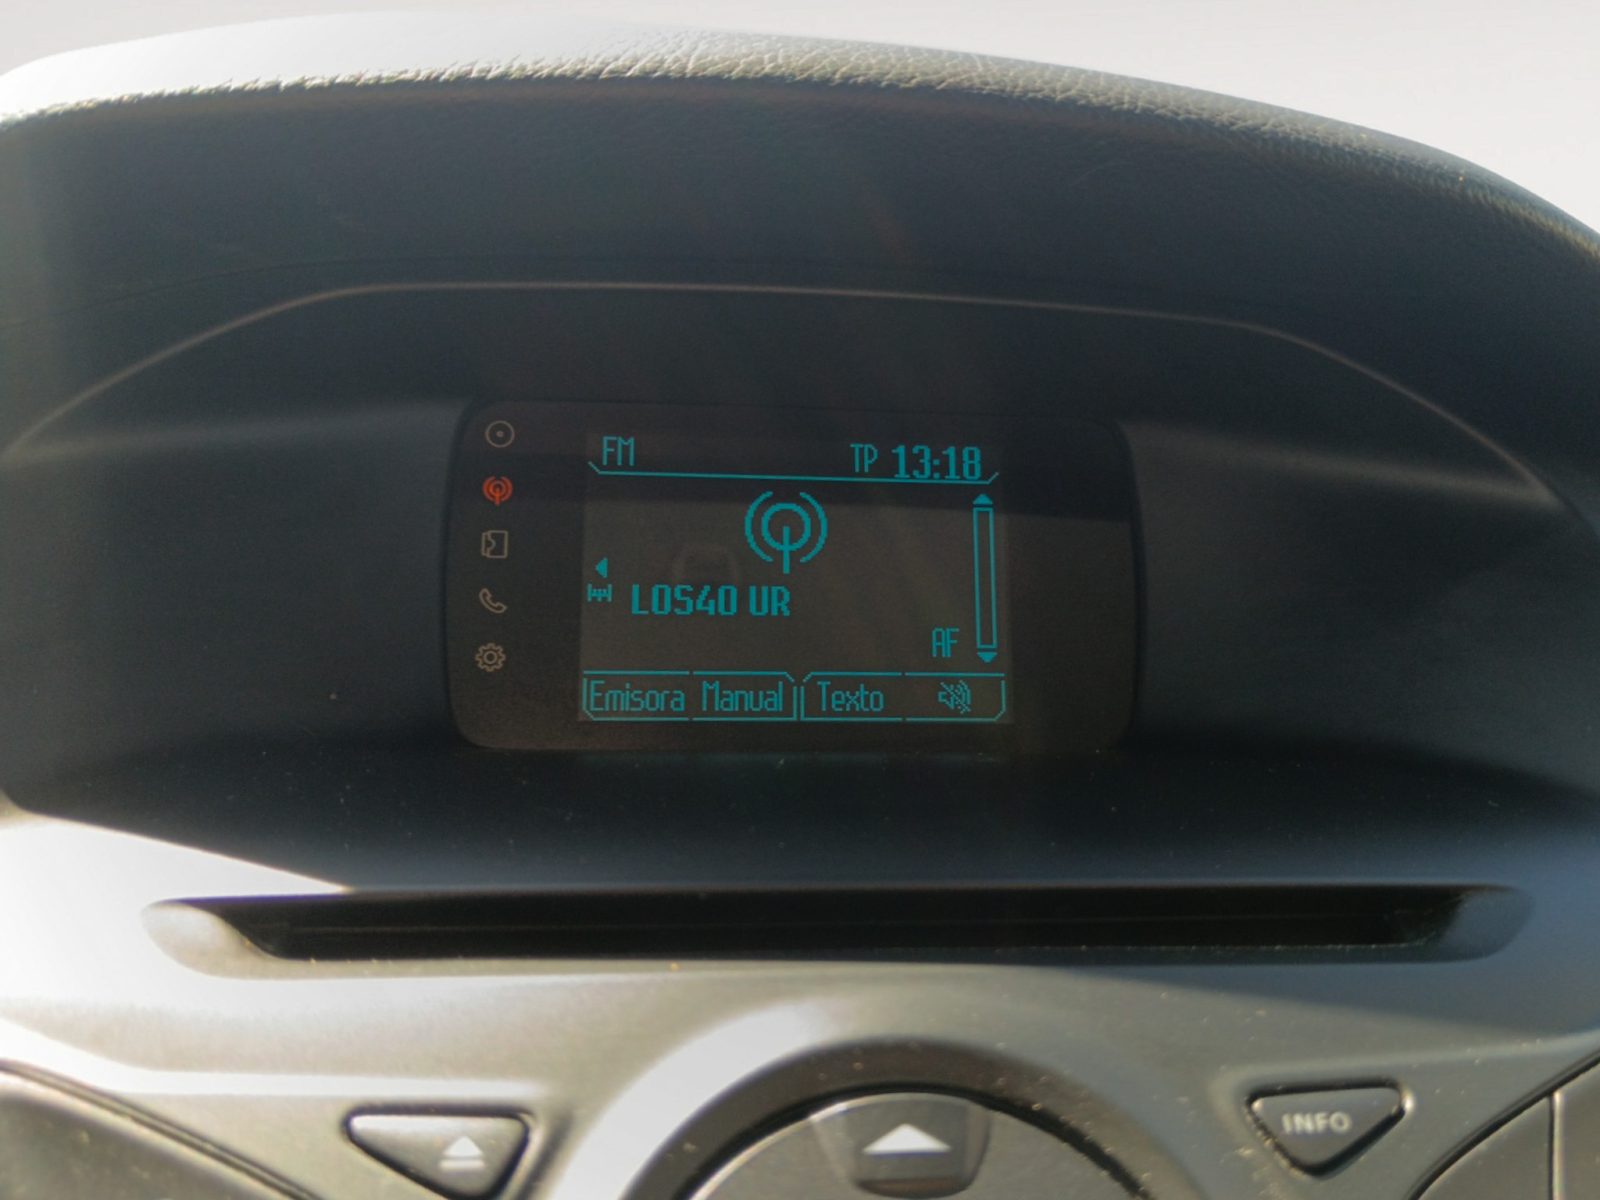 FM TP 13:18
LOS40 UR
AF
Emisora Manual Texto
INFO